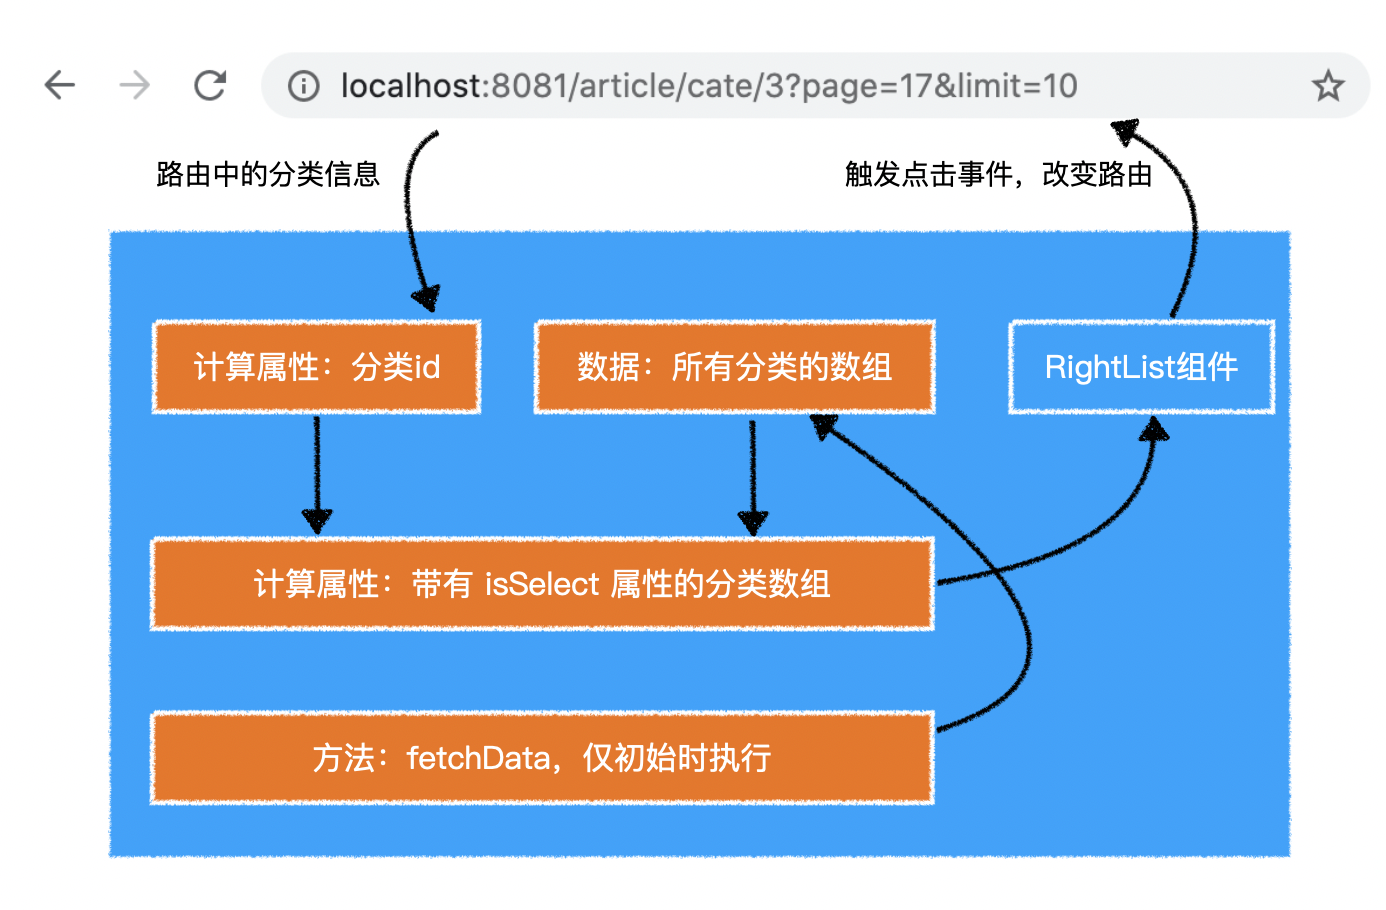 localhost:8081/article/cate/3?page=17&limit=10
路由中的分类信息
触发点击事件，改变路由
计算属性：分类id
数据：所有分类的数组
RightList组件
计算属性：带有 isSelect 属性的分类数组
方法：fetchData，仅初始时执行